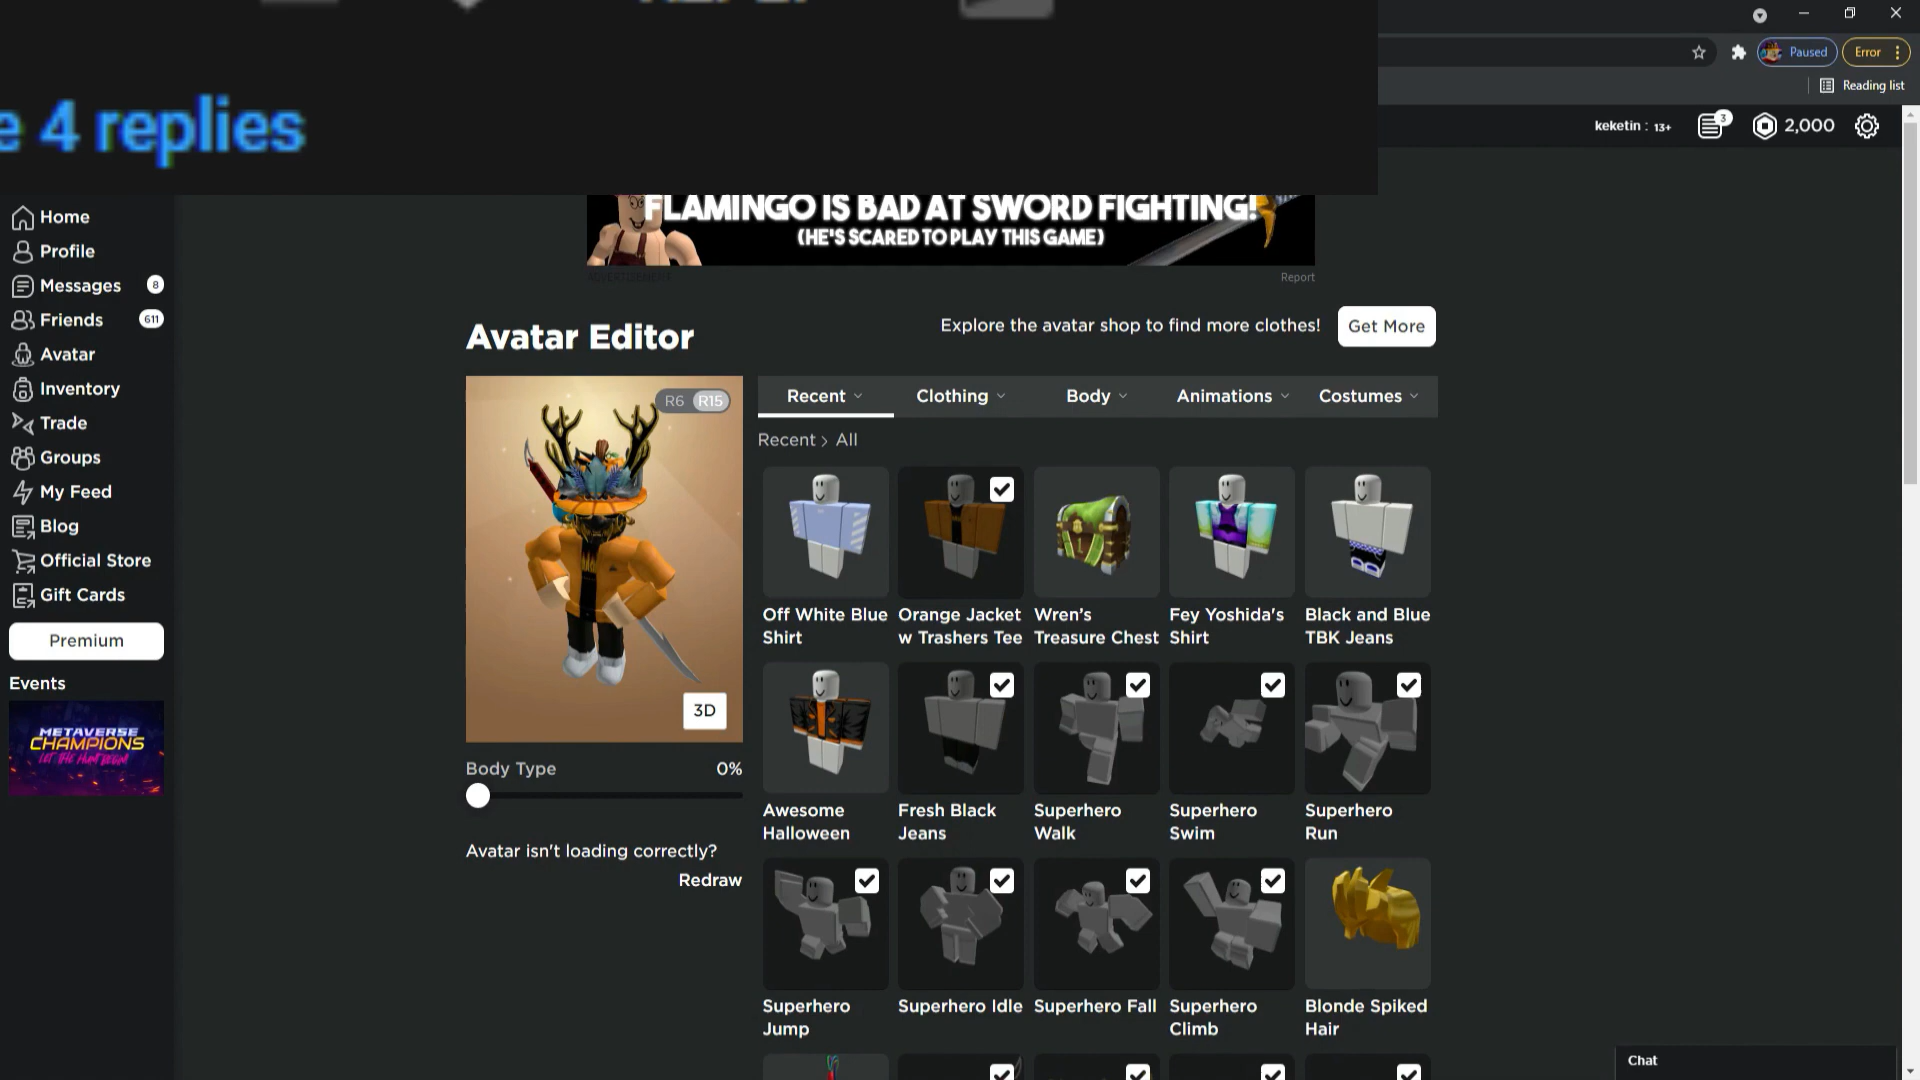 e 4 replies
Paused
Error
Reading list
keketin : 13+
3
2,000
FLAMINGO IS BAD AT SWORD FIGHTING!
(HE'S SCARED TO PLAY THIS GAME)
ADVERTISEMENT
Report
Home
Profile
Messages 8
Friends 611
Avatar
Inventory
Trade
Groups
My Feed
Blog
Official Store
Gift Cards
Premium
Events
METAVERSE
CHAMPIONS
LET THE HUNT BEGIN
Avatar Editor
Explore the avatar shop to find more clothes!
Get More
R6 R15
3D
Body Type 0%
Avatar isn't loading correctly?
Redraw
Recent Clothing Body Animations Costumes
Recent > All
Off White Blue
Shirt
Orange Jacket
w Trashers Tee
Wren's
Treasure Chest
Fey Yoshida's
Shirt
Black and Blue
TBK Jeans
Awesome
Halloween
Fresh Black
Jeans
Superhero
Walk
Superhero
Swim
Superhero
Run
Superhero
Jump
Superhero Idle
Superhero Fall
Superhero
Climb
Blonde Spiked
Hair
Chat